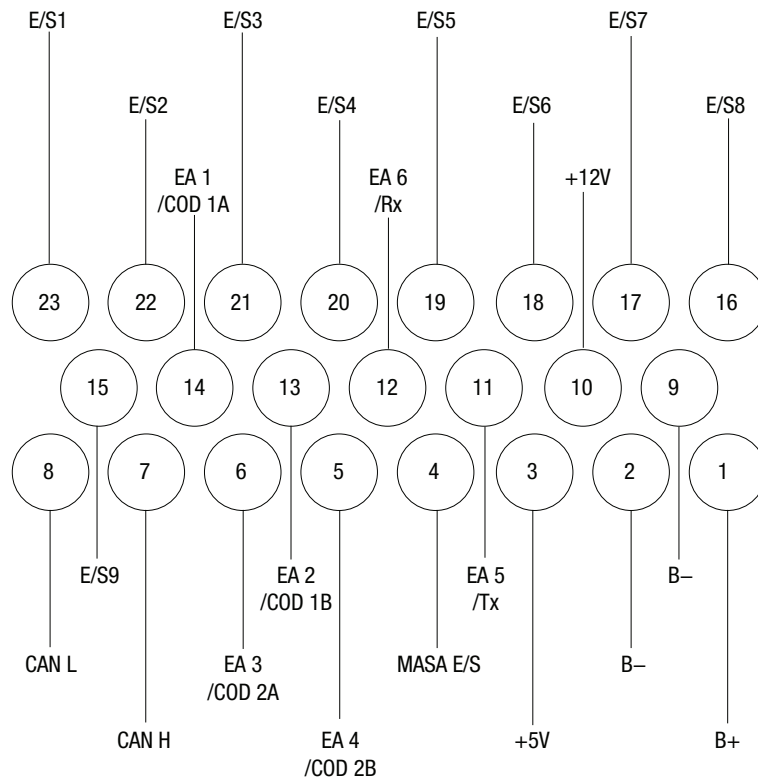 E/S1 E/S3 E/S5 E/S7
E/S2 E/S4 E/S6 E/S8
EA 1
/COD 1A
EA 6
/Rx
+12V
23 22 21 20 19 18 17 16
15 14 13 12 11 10 9
8 7 6 5 4 3 2 1
E/S9
EA 2
/COD 1B
EA 5
/Tx
B−
CAN L
EA 3
/COD 2A
MASA E/S
B−
CAN H
EA 4
/COD 2B
+5V
B+